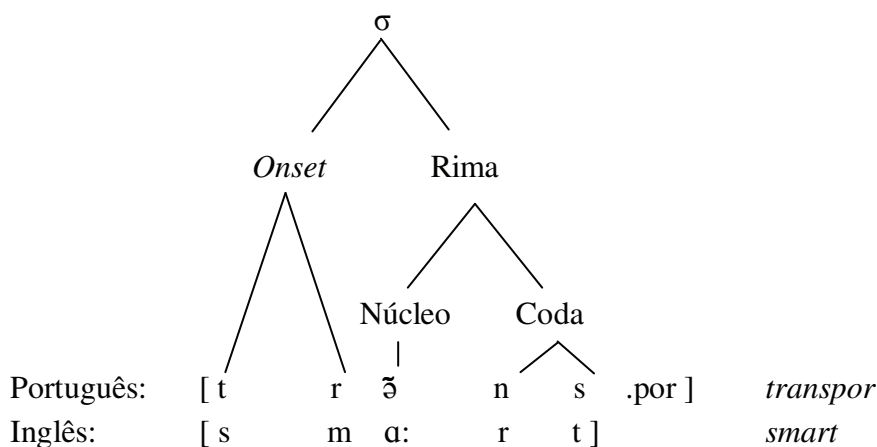 σ
Onset Rima
Núcleo Coda
Português: [ t r ə̃ n s .por ] transpor
Inglês: [ s m ɑ: r t ] smart